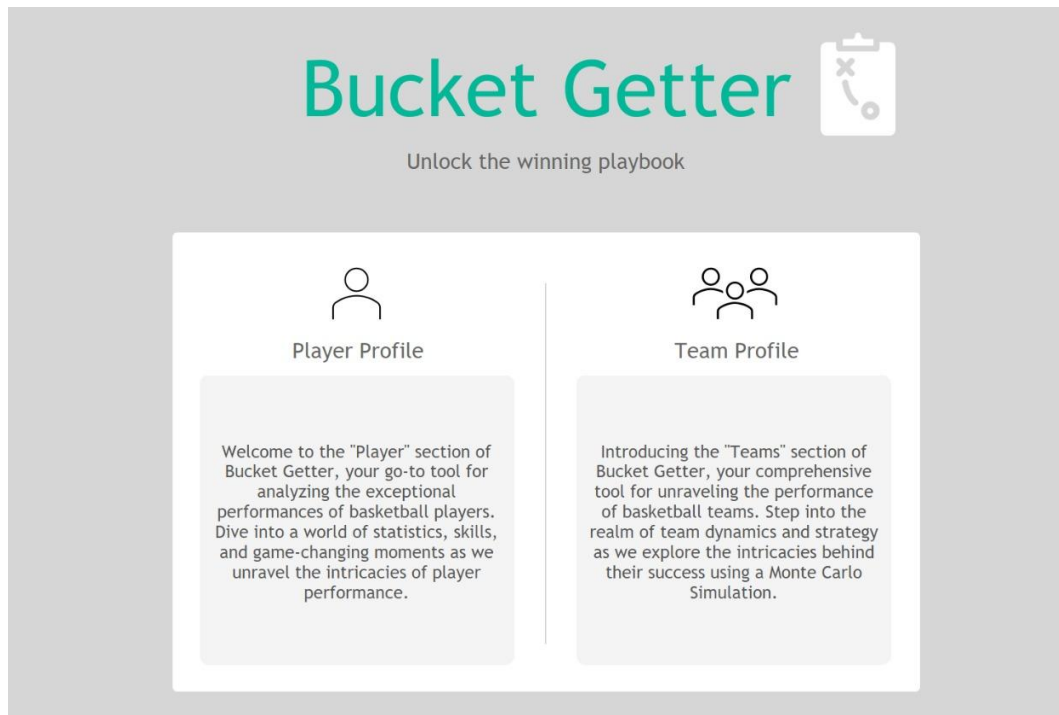 Bucket Getter
Unlock the winning playbook
Player Profile
Welcome to the "Player" section of
Bucket Getter, your go-to tool for
analyzing the exceptional
performances of basketball players.
Dive into a world of statistics, skills,
and game-changing moments as we
unravel the intricacies of player
performance.
Team Profile
Introducing the "Teams" section of
Bucket Getter, your comprehensive
tool for unraveling the performance
of basketball teams. Step into the
realm of team dynamics and strategy
as we explore the intricacies behind
their success using a Monte Carlo
Simulation.